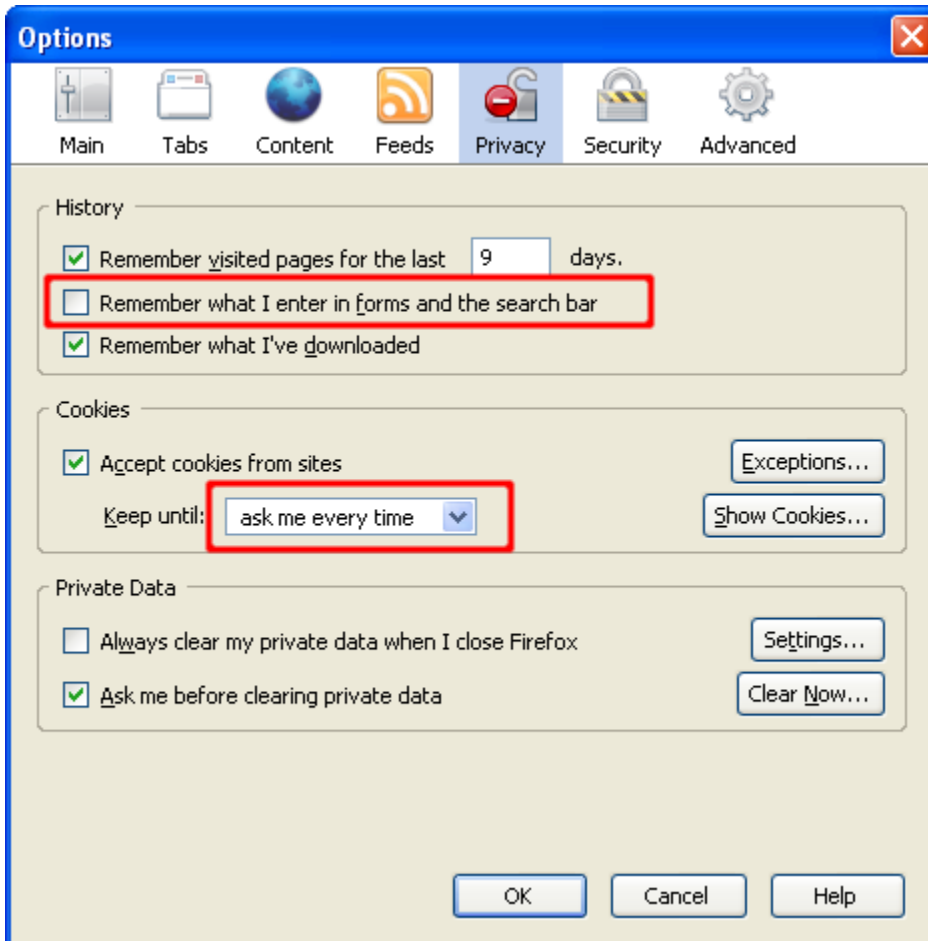 Options
Main Tabs Content Feeds Privacy Security Advanced
History
Remember visited pages for the last 9 days.
Remember what I enter in forms and the search bar
Remember what I've downloaded
Cookies
Accept cookies from sites Exceptions...
Keep until: ask me every time Show Cookies...
Private Data
Always clear my private data when I close Firefox Settings...
Ask me before clearing private data Clear Now...
OK Cancel Help